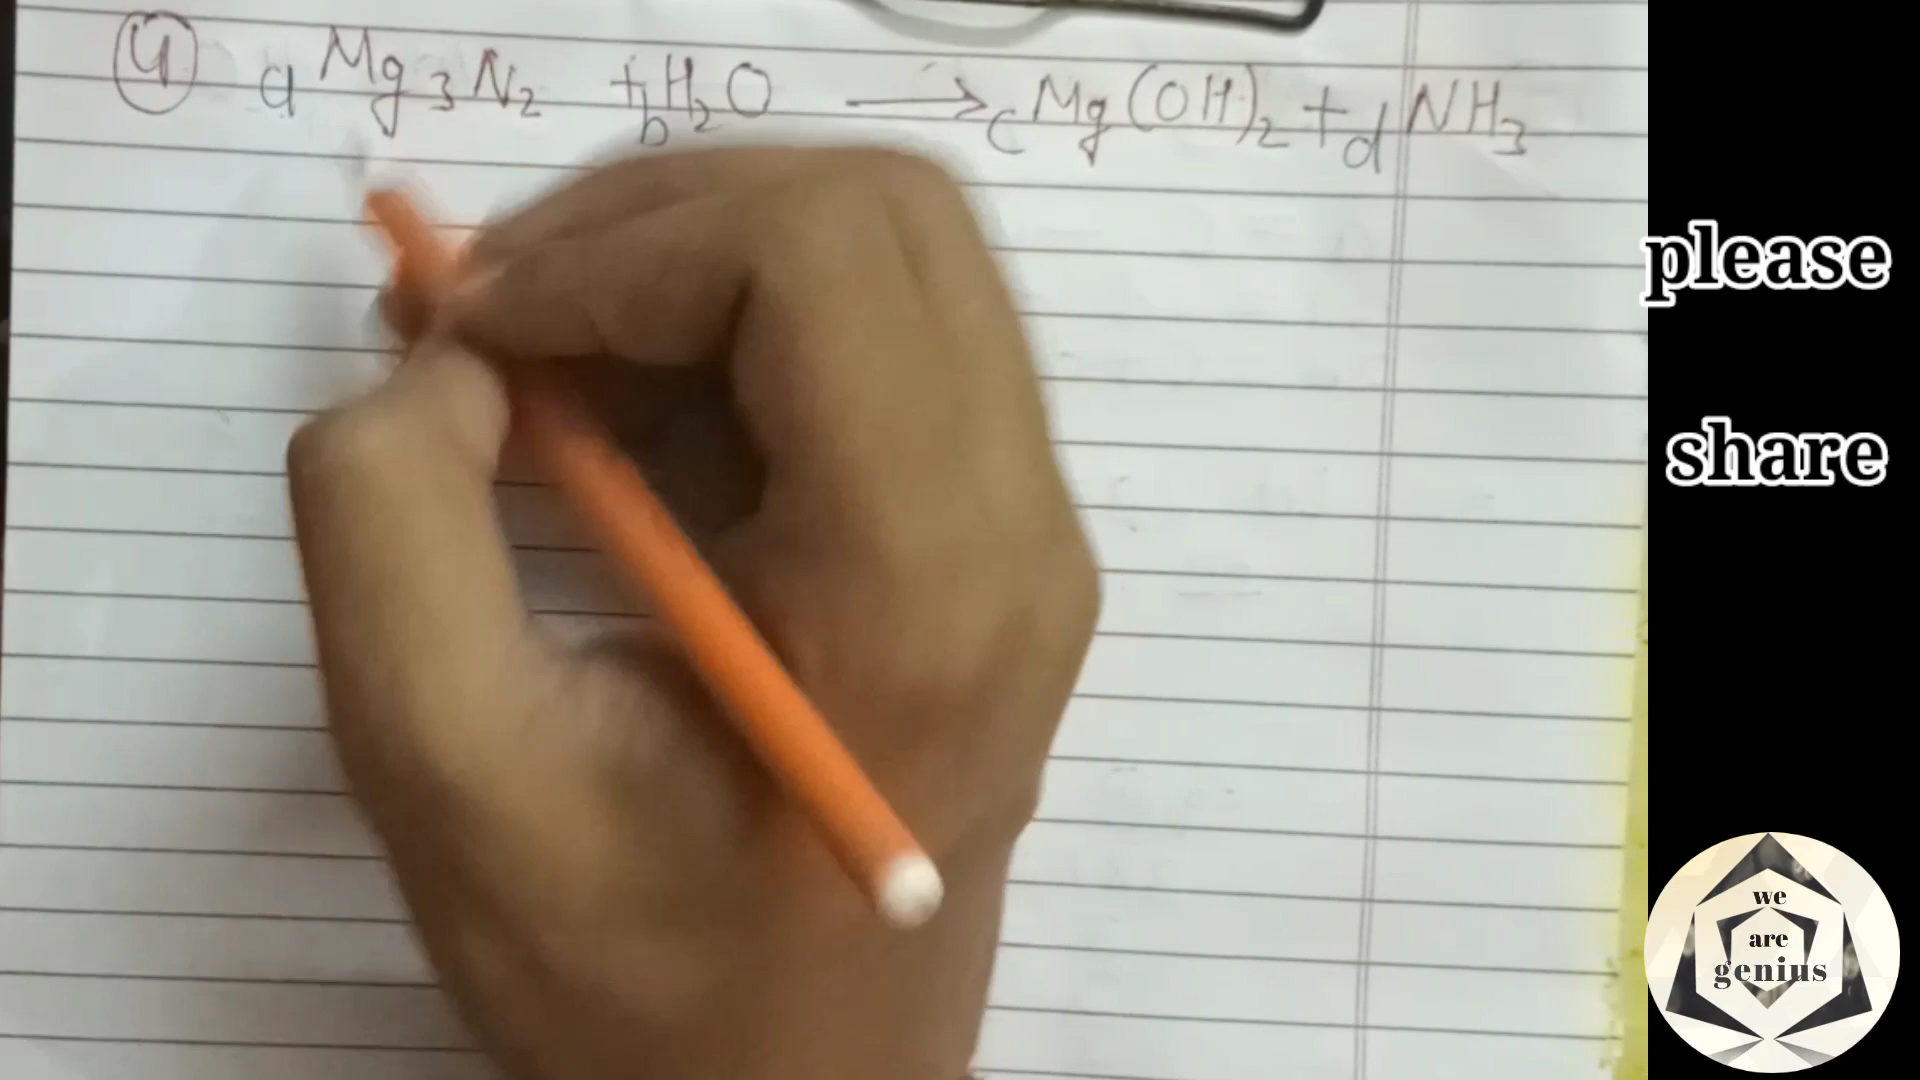 4 a Mg3N2 + b H2O → c Mg(OH)2 + d NH3
please
share
we
are
genius